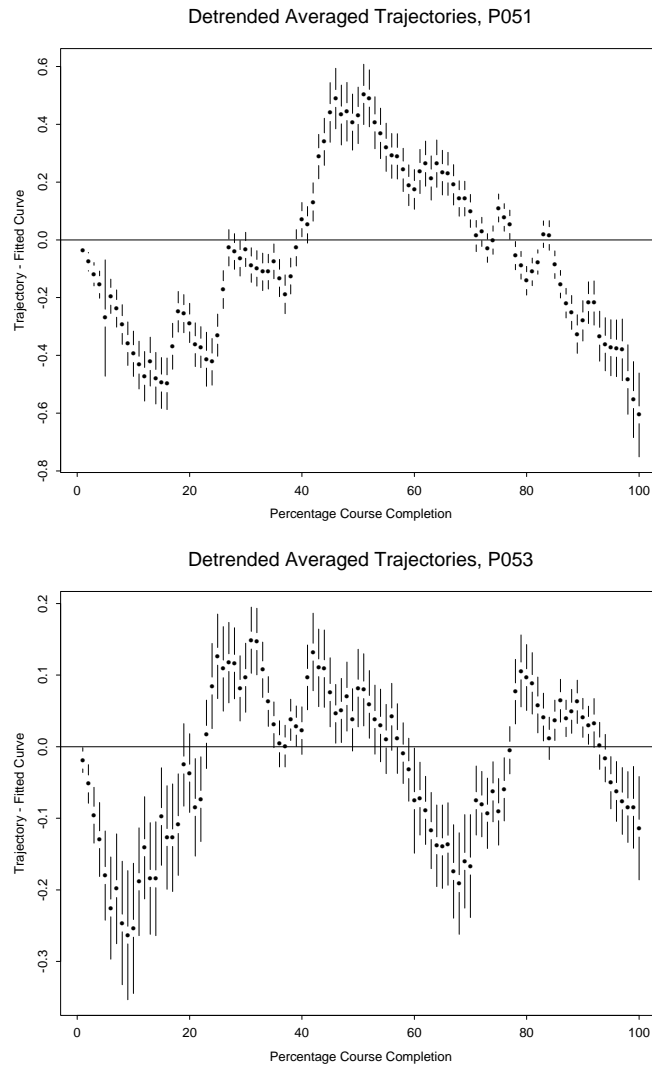 Detrended Averaged Trajectories, P051
Trajectory - Fitted Curve
0.6
0.4
0.2
0.0
-0.2
-0.4
-0.6
-0.8
0 20 40 60 80 100
Percentage Course Completion
Detrended Averaged Trajectories, P053
Trajectory - Fitted Curve
0.2
0.1
0.0
-0.1
-0.2
-0.3
0 20 40 60 80 100
Percentage Course Completion